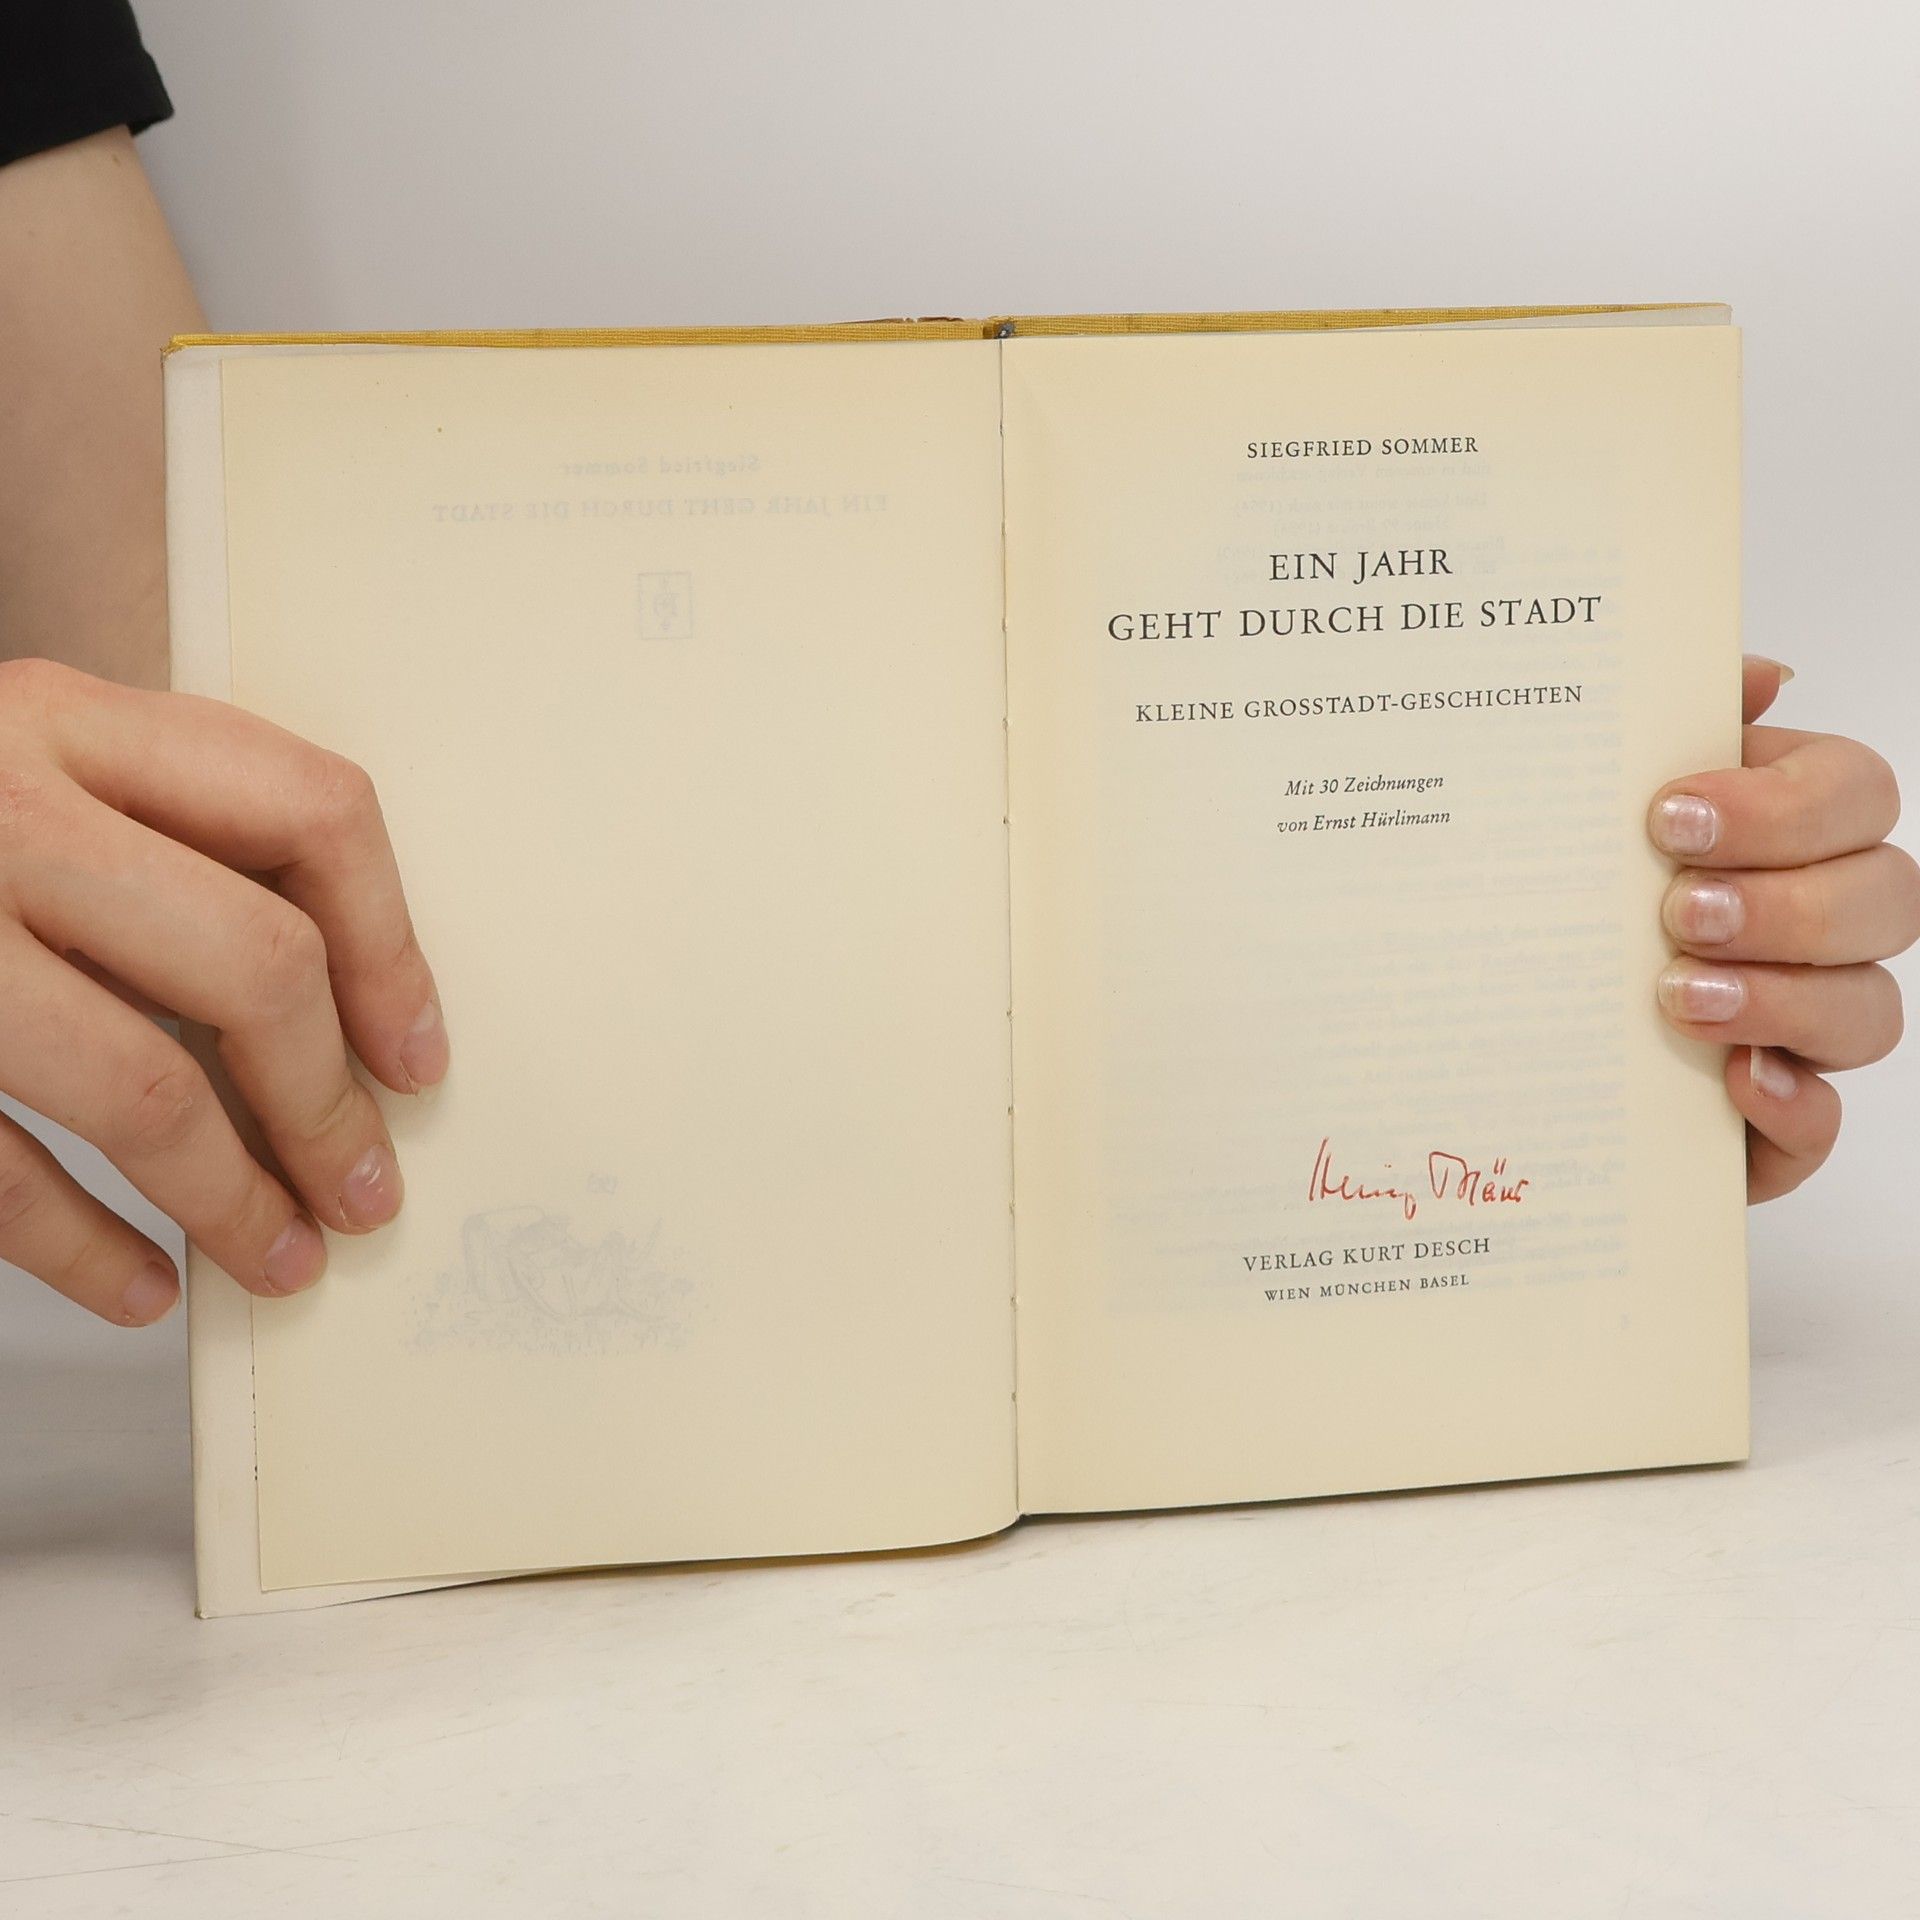 SIEGFRIED SOMMER
EIN JAHR
GEHT DURCH DIE STADT
KLEINE GROSSTADT-GESCHICHTEN
Mit 30 Zeichnungen
von Ernst Hürlimann
VERLAG KURT DESCH
WIEN MÜNCHEN BASEL